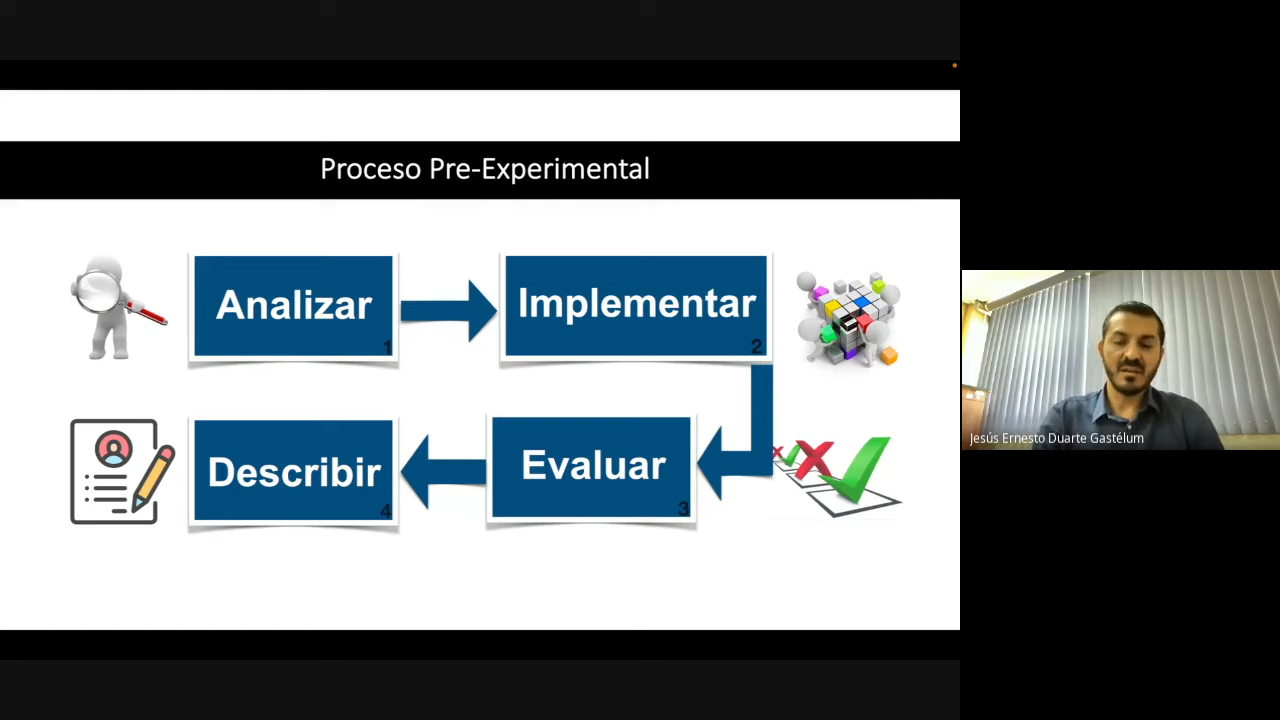 Proceso Pre-Experimental
Analizar
1
Implementar
2
Describir
4
Evaluar
3
Jesús Ernesto Duarte Gastélum